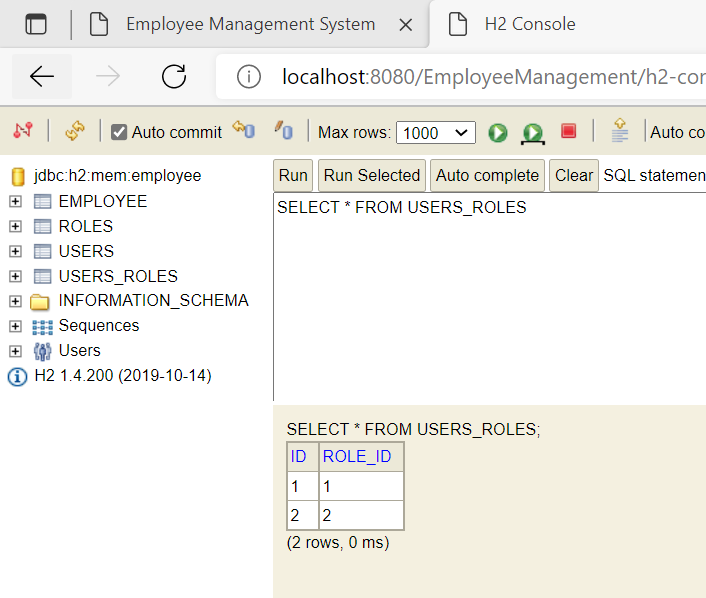 Employee Management System
H2 Console
localhost:8080/EmployeeManagement/h2-con
Auto commit
Max rows: 1000
Auto co
jdbc:h2:mem:employee
EMPLOYEE
ROLES
USERS
USERS_ROLES
INFORMATION_SCHEMA
Sequences
Users
H2 1.4.200 (2019-10-14)
Run Run Selected Auto complete Clear SQL statemen
SELECT * FROM USERS_ROLES
SELECT * FROM USERS_ROLES;
ID ROLE_ID
1 1
2 2
(2 rows, 0 ms)